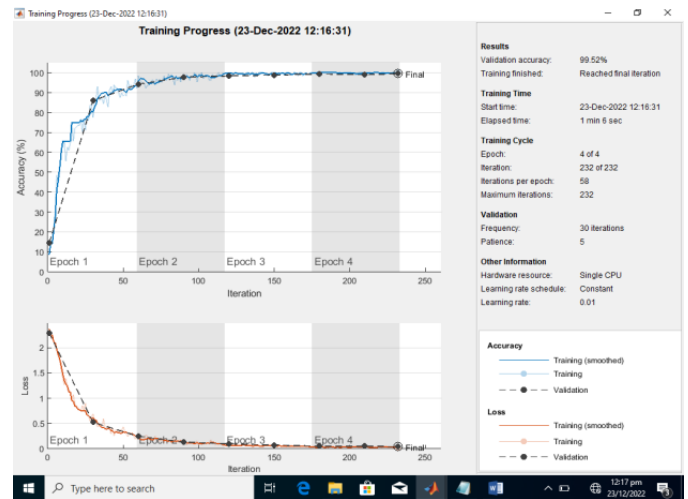 Training Progress (23-Dec-2022 12:16:31)
Training Progress (23-Dec-2022 12:16:31)
Accuracy (%)
100
90
80
70
60
50
40
30
20
10
0
Final
Epoch 1 Epoch 2 Epoch 3 Epoch 4
0 50 100 150 200 250
Iteration
Loss
2
1.5
1
0.5
0
Epoch 1 Epoch 2 Epoch 3 Epoch 4
Final
0 50 100 150 200 250
Iteration
Results
Validation accuracy: 99.52%
Training finished: Reached final iteration
Training Time
Start time: 23-Dec-2022 12:16:31
Elapsed time: 1 min 6 sec
Training Cycle
Epoch: 4 of 4
Iteration: 232 of 232
Iterations per epoch: 58
Maximum iterations: 232
Validation
Frequency: 30 iterations
Patience: 5
Other Information
Hardware resource: Single CPU
Learning rate schedule: Constant
Learning rate: 0.01
Accuracy
Training (smoothed)
Training
Validation
Loss
Training (smoothed)
Training
Validation
Type here to search
12:17 pm
23/12/2022
3